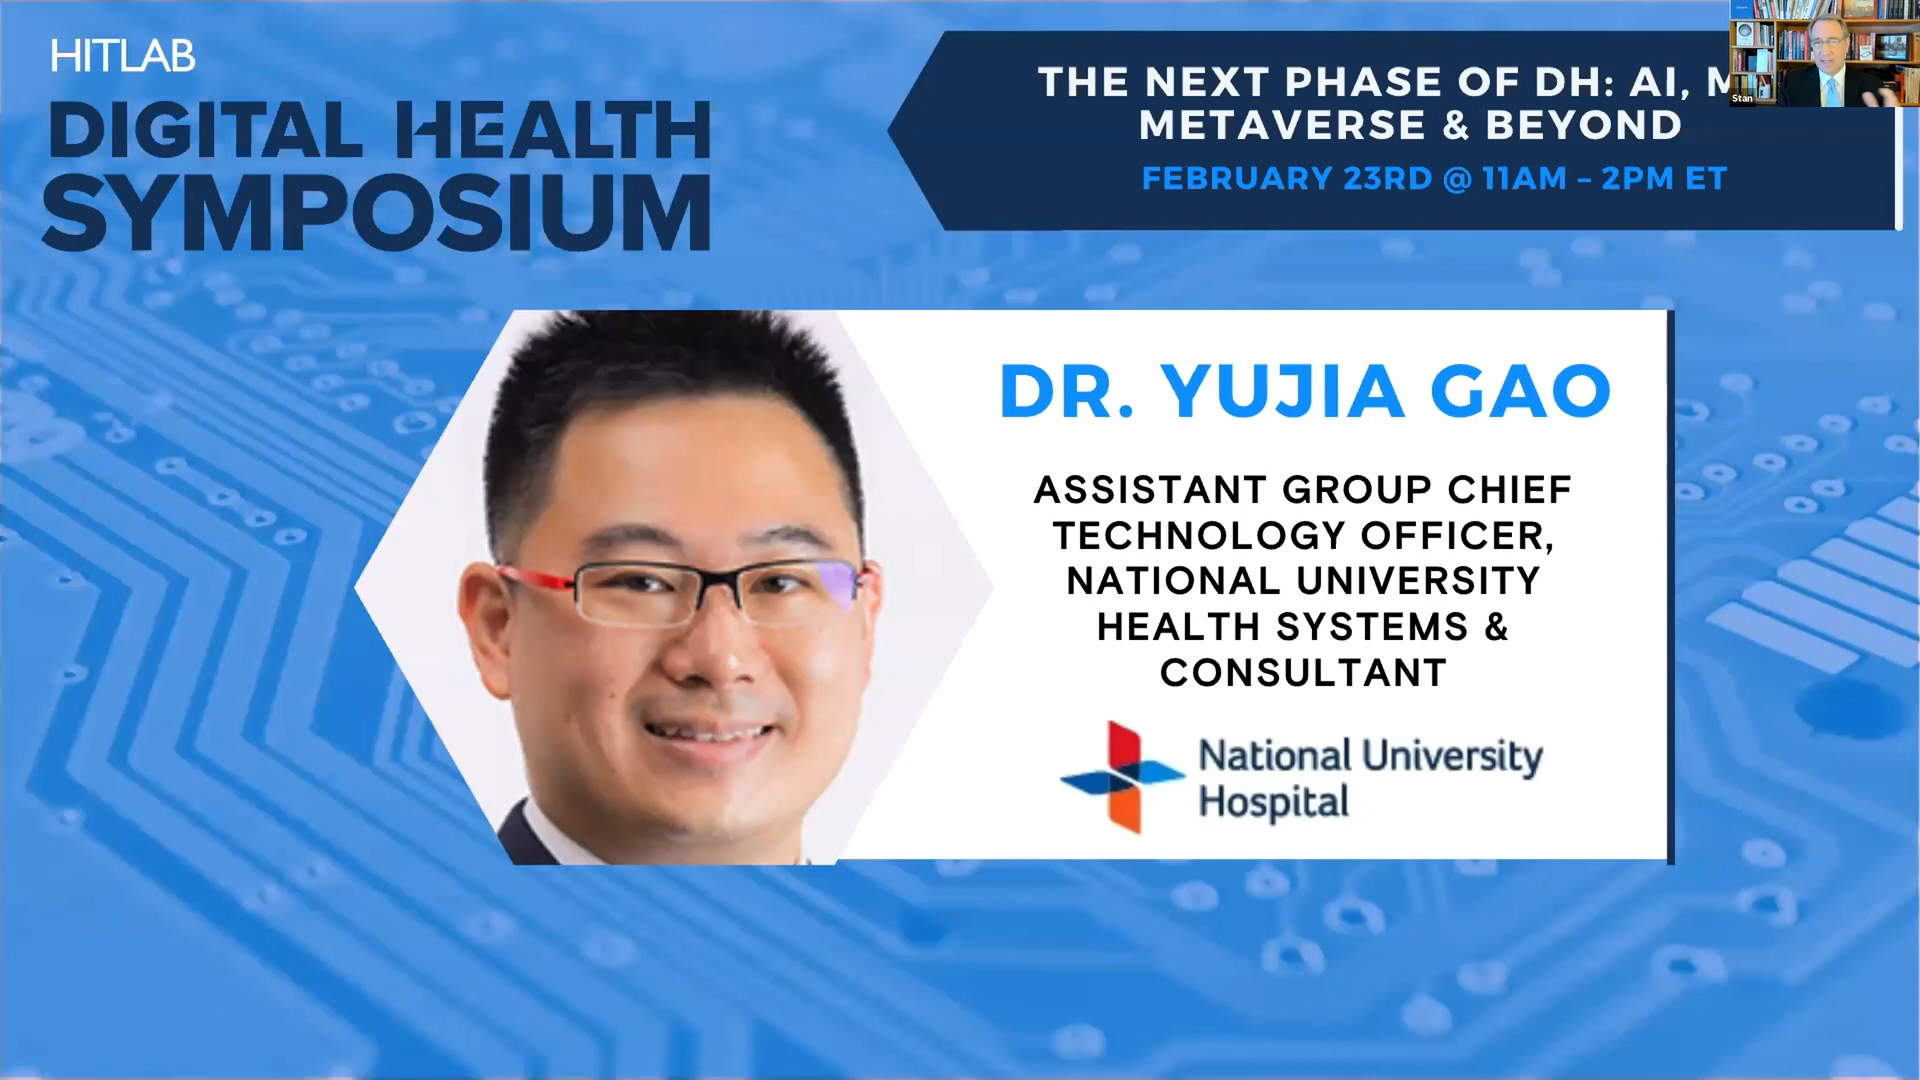 HITLAB
DIGITAL HEALTH
SYMPOSIUM
THE NEXT PHASE OF DH: AI,
METAVERSE & BEYOND
FEBRUARY 23RD @ 11AM – 2PM ET
Stan
DR. YUJIA GAO
ASSISTANT GROUP CHIEF
TECHNOLOGY OFFICER,
NATIONAL UNIVERSITY
HEALTH SYSTEMS &
CONSULTANT
National University
Hospital